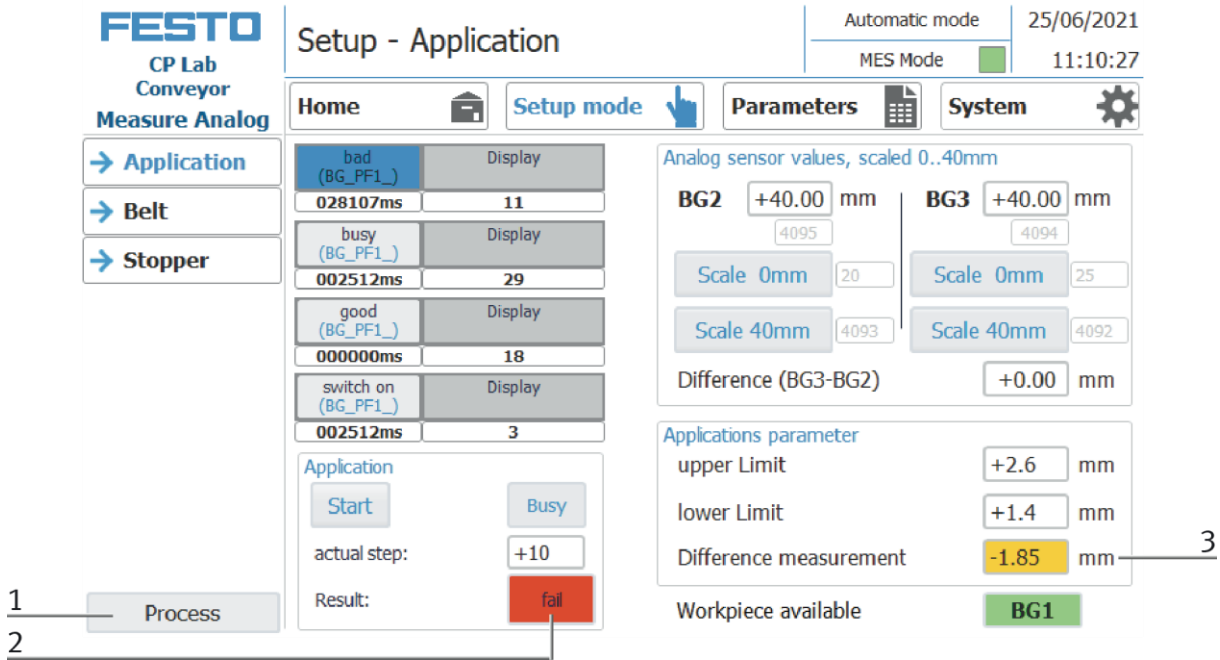 FESTO
CP Lab
Conveyor
Measure Analog
Setup - Application
Automatic mode
25/06/2021
MES Mode
11:10:27
Home
Setup mode
Parameters
System
Application
Belt
Stopper
bad
(BG_PF1_)
Display
028107ms
11
busy
(BG_PF1_)
Display
002512ms
29
good
(BG_PF1_)
Display
000000ms
18
switch on
(BG_PF1_)
Display
002512ms
3
Application
Start
Busy
actual step:
+10
Result:
fail
Analog sensor values, scaled 0..40mm
BG2 +40.00 mm
BG3 +40.00 mm
4095
4094
Scale 0mm 20
Scale 0mm 25
Scale 40mm 4093
Scale 40mm 4092
Difference (BG3-BG2) +0.00 mm
Applications parameter
upper Limit +2.6 mm
lower Limit +1.4 mm
Difference measurement -1.85 mm
3
Workpiece available BG1
1
Process
2